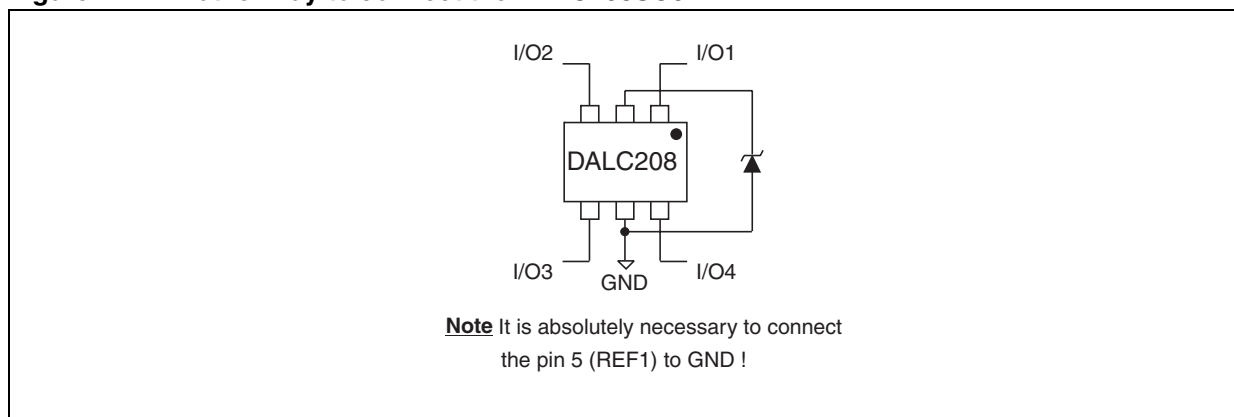 I/O2
I/O1
DALC208
I/O3
I/O4
GND
Note It is absolutely necessary to connect
the pin 5 (REF1) to GND !